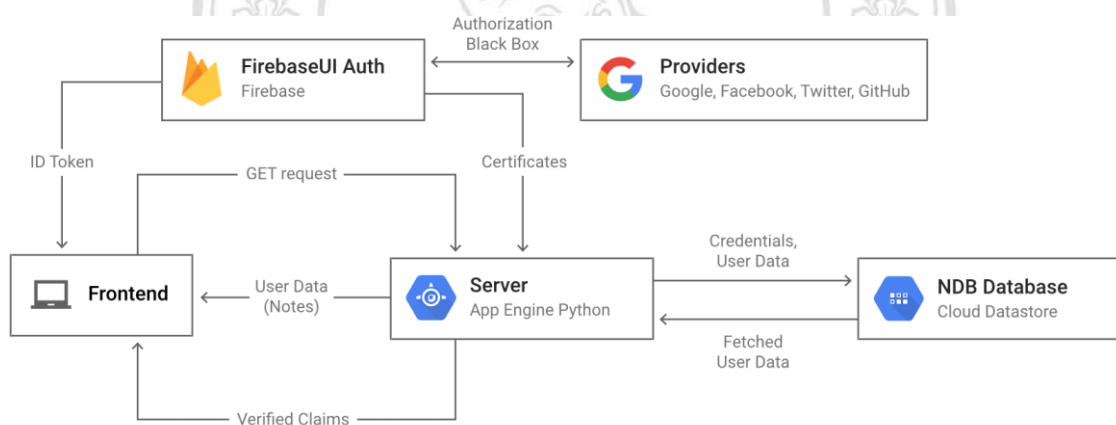 Authorization
Black Box
FirebaseUI Auth
Firebase
Providers
Google, Facebook, Twitter, GitHub
ID Token
GET request
Certificates
Frontend
User Data
(Notes)
Server
App Engine Python
Credentials,
User Data
NDB Database
Cloud Datastore
Fetched
User Data
Verified Claims